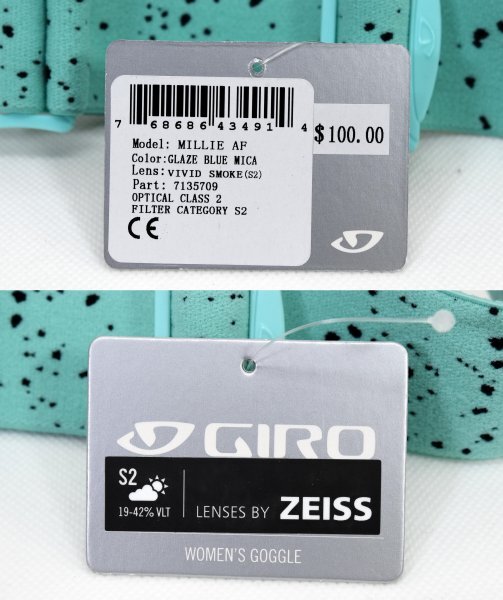 7 68686 43491 4
$100.00
Model: MILLIE AF
Color:GLAZE BLUE MICA
Lens:VIVID SMOKE(S2)
Part: 7135709
OPTICAL CLASS 2
FILTER CATEGORY S2
CE
GIRO
S2
19-42% VLT
LENSES BY ZEISS
WOMEN'S GOGGLE